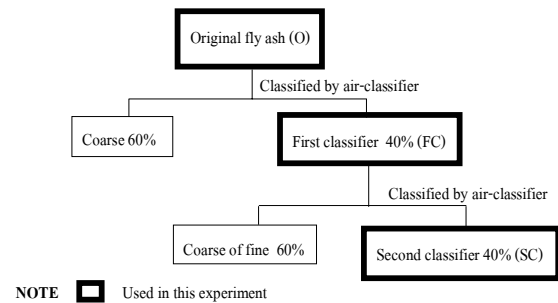 Original fly ash (O)
Classified by air-classifier
Coarse 60%
First classifier 40% (FC)
Classified by air-classifier
Coarse of fine 60%
Second classifier 40% (SC)
NOTE Used in this experiment